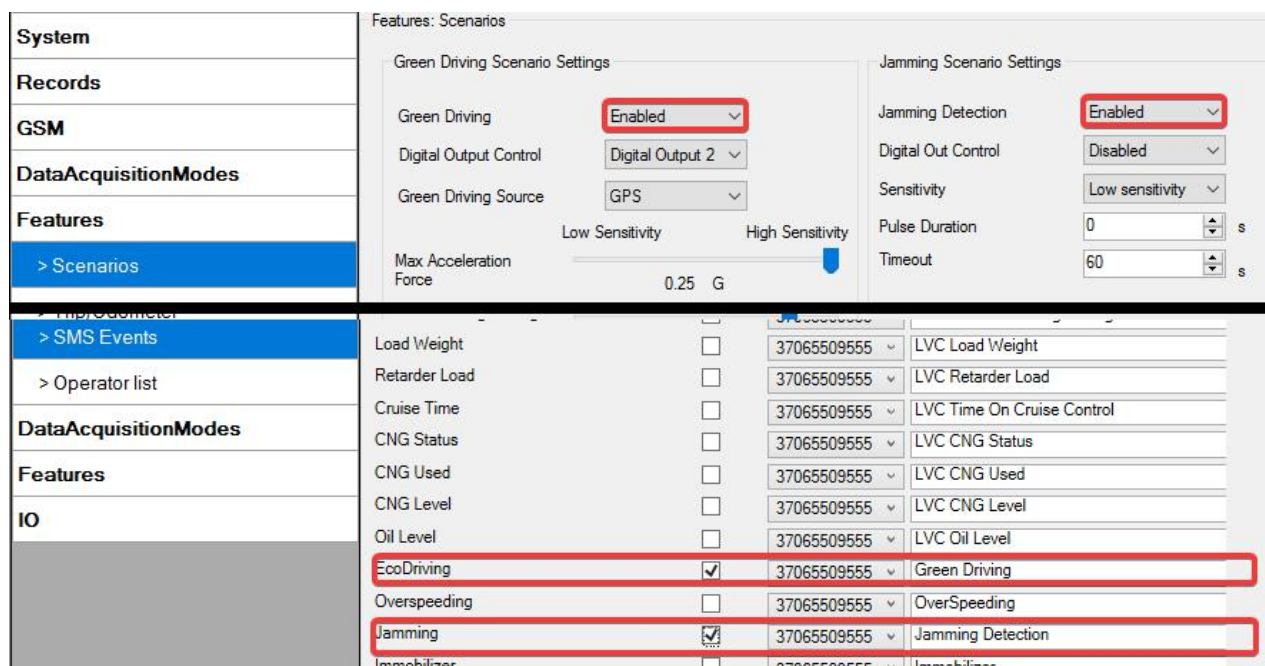 System
Records
GSM
DataAcquisitionModes
Features
> Scenarios
Features: Scenarios
Green Driving Scenario Settings
Green Driving Enabled
Digital Output Control Digital Output 2
Green Driving Source GPS
Low Sensitivity High Sensitivity
Max Acceleration
Force
0.25 G
Jamming Scenario Settings
Jamming Detection Enabled
Digital Out Control Disabled
Sensitivity Low sensitivity
Pulse Duration 0 s
Timeout 60 s
> SMS Events
> Operator list
DataAcquisitionModes
Features
IO
Load Weight 37065509555 LVC Load Weight
Retarder Load 37065509555 LVC Retarder Load
Cruise Time 37065509555 LVC Time On Cruise Control
CNG Status 37065509555 LVC CNG Status
CNG Used 37065509555 LVC CNG Used
CNG Level 37065509555 LVC CNG Level
Oil Level 37065509555 LVC Oil Level
EcoDriving 37065509555 Green Driving
Overspeeding 37065509555 OverSpeeding
Jamming 37065509555 Jamming Detection
Immobilizer 37065509555 Immobilizer